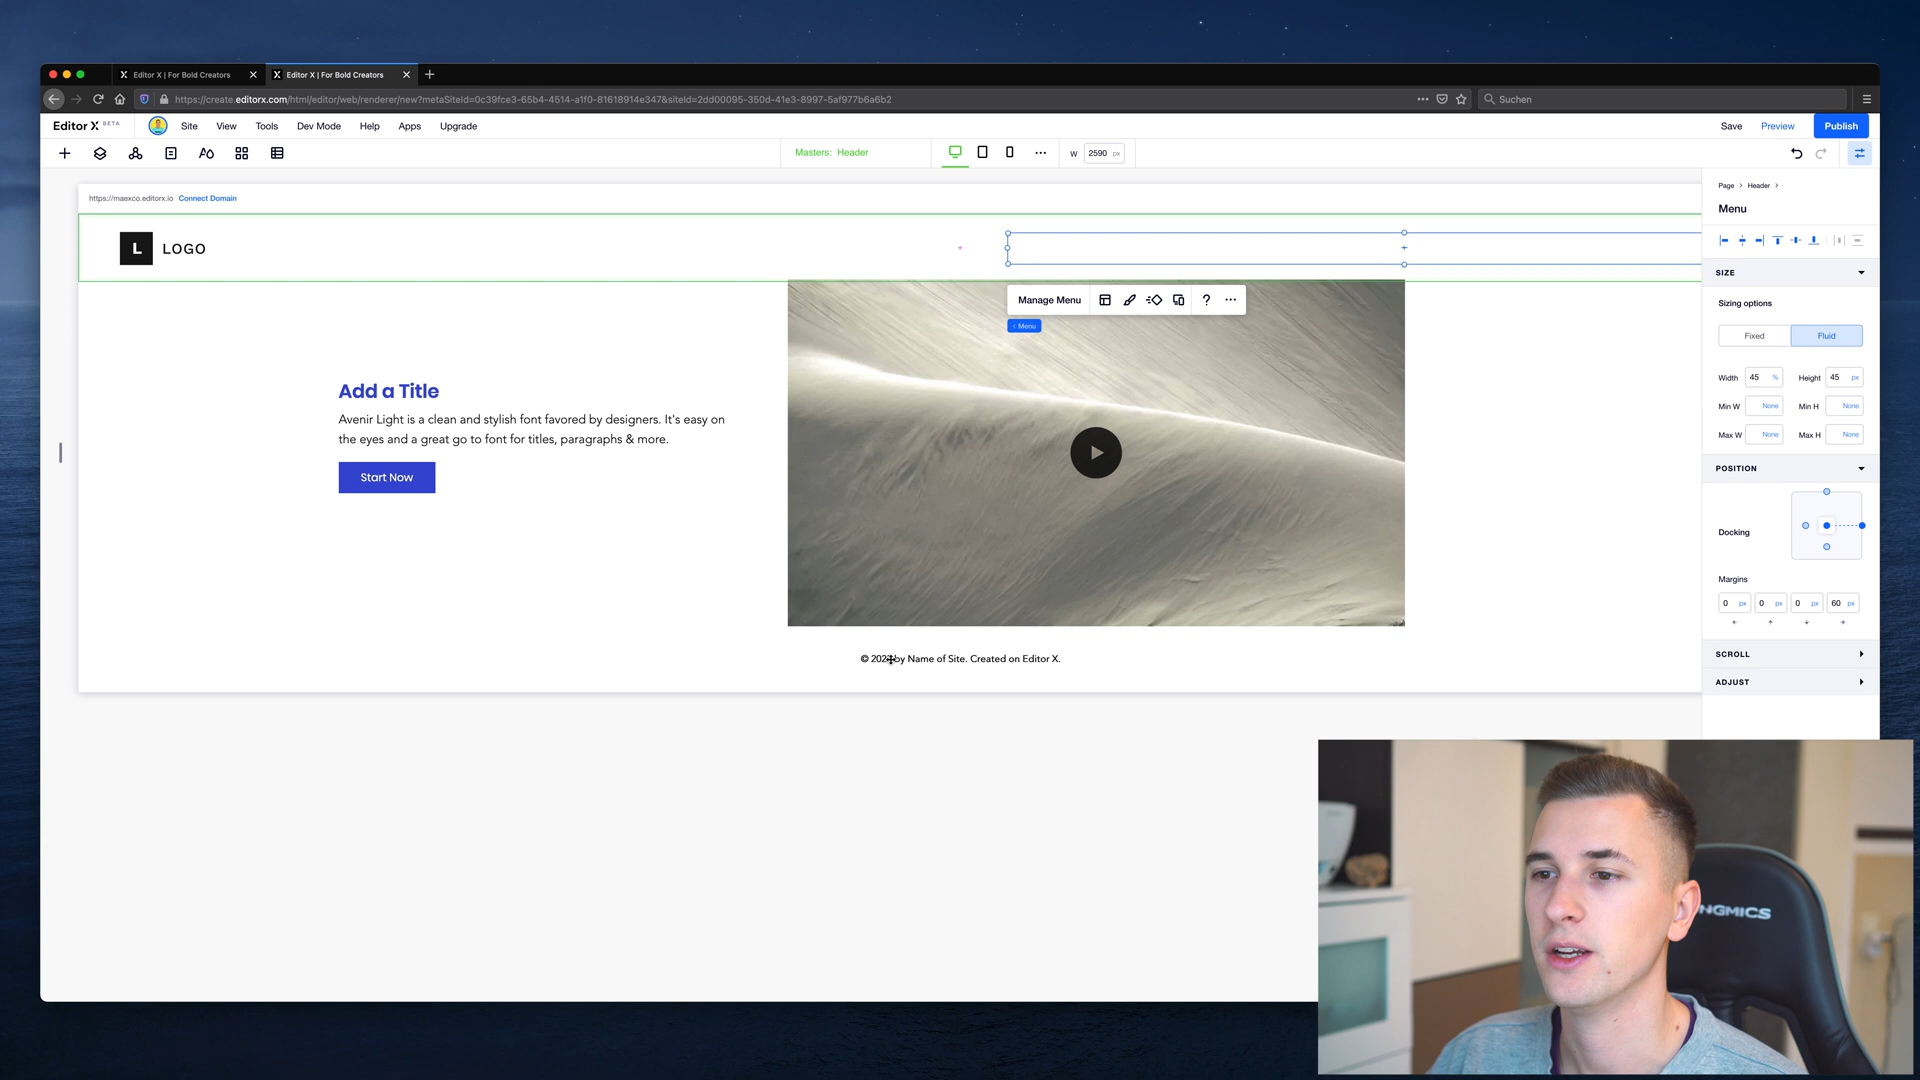 Editor X | For Bold Creators
Editor X | For Bold Creators
https://create.editorx.com/html/editor/web/renderer/new?metaSiteId=0c39fce3-65b4-4514-a1f0-81618914e347&siteId=2dd00095-350d-41e3-8997-5af977b6a6b2
Suchen
Editor X BETA
Site
View
Tools
Dev Mode
Help
Apps
Upgrade
Save
Preview
Publish
Masters: Header
W 2590 px
https://maexco.editorx.io Connect Domain
L LOGO
Manage Menu
?
< Menu
Add a Title
Avenir Light is a clean and stylish font favored by designers. It's easy on
the eyes and a great go to font for titles, paragraphs & more.
Start Now
by Name of Site. Created on Editor X.
Page > Header >
Menu
SIZE
Sizing options
Fixed Fluid
Width 45 % Height 45 px
Min W None Min H None
Max W None Max H None
POSITION
Docking
Margins
0 px 0 px 0 px 60 px
SCROLL
ADJUST
NGMICS